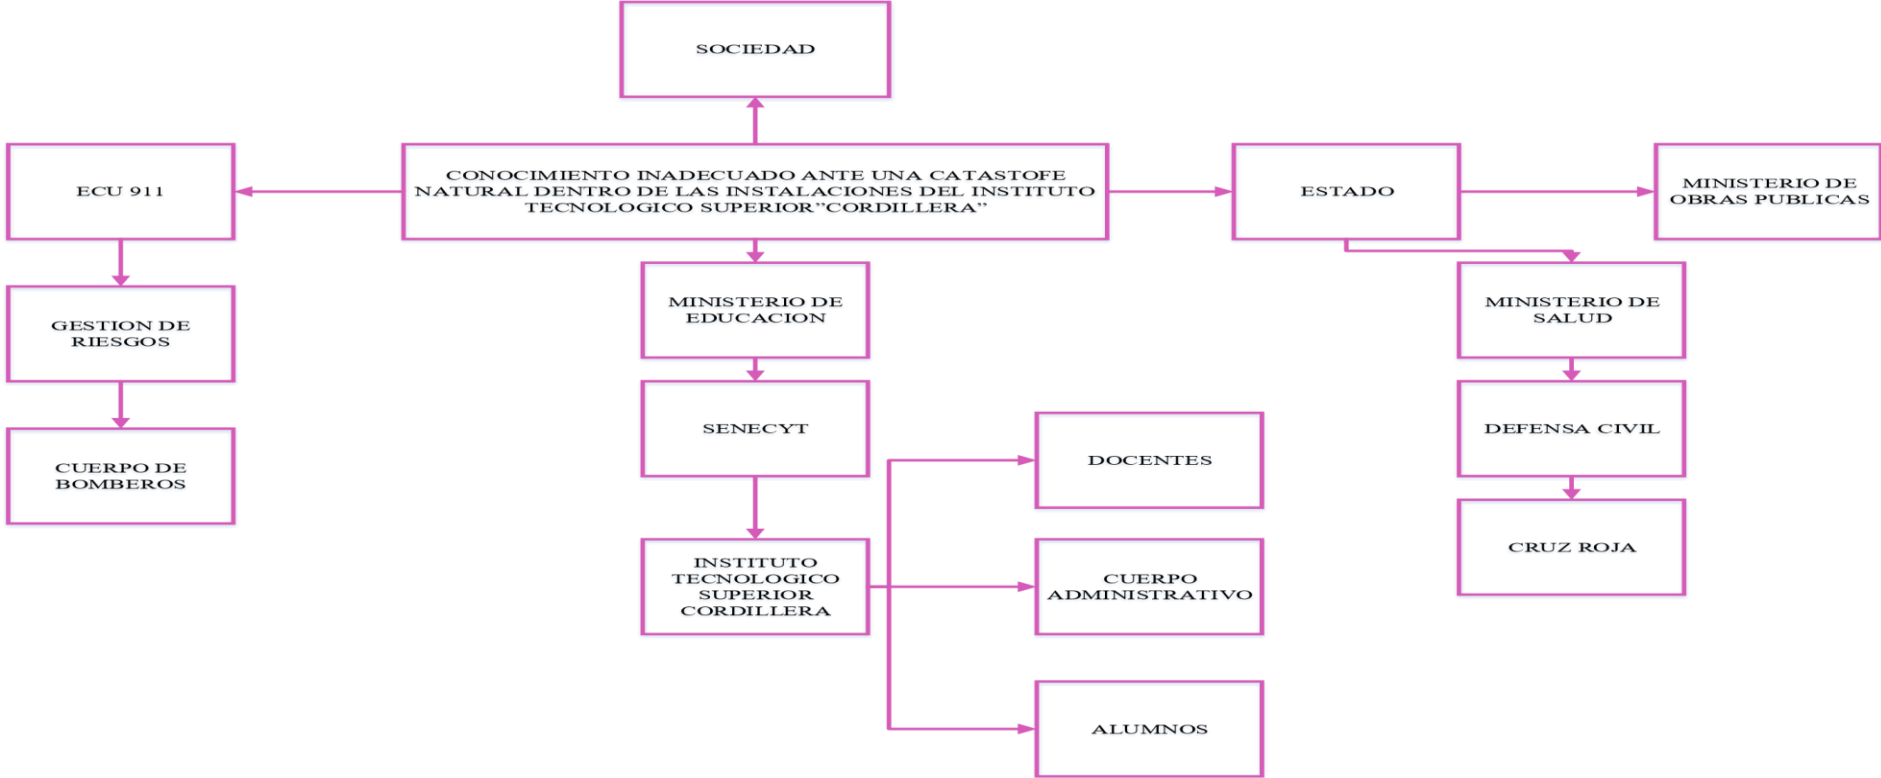 SOCIEDAD
ECU 911
CONOCIMIENTO INADECUADO ANTE UNA CATASTOFE
NATURAL DENTRO DE LAS INSTALACIONES DEL INSTITUTO
TECNOLOGICO SUPERIOR”CORDILLERA”
ESTADO
MINISTERIO DE
OBRAS PUBLICAS
GESTION DE
RIESGOS
MINISTERIO DE
EDUCACION
MINISTERIO DE
SALUD
CUERPO DE
BOMBEROS
SENECYT
DOCENTES
DEFENSA CIVIL
INSTITUTO
TECNOLOGICO
SUPERIOR
CORDILLERA
CUERPO
ADMINISTRATIVO
CRUZ ROJA
ALUMNOS